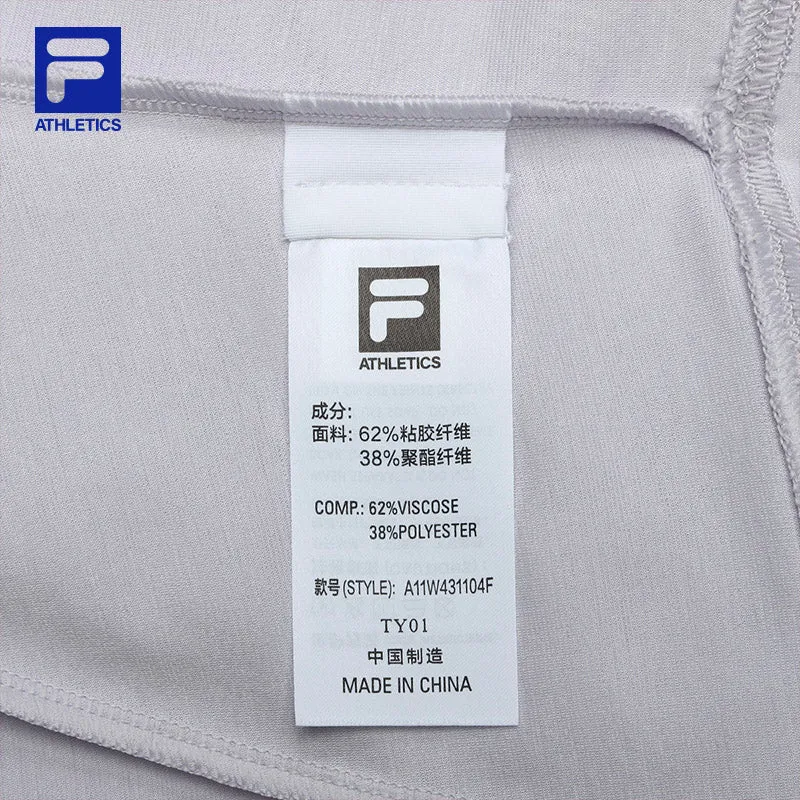 F
ATHLETICS
F
ATHLETICS
成分:
面料: 62%粘胶纤维
38%聚酯纤维
COMP.: 62%VISCOSE
38%POLYESTER
款号(STYLE): A11W431104F
TY01
中国制造
MADE IN CHINA